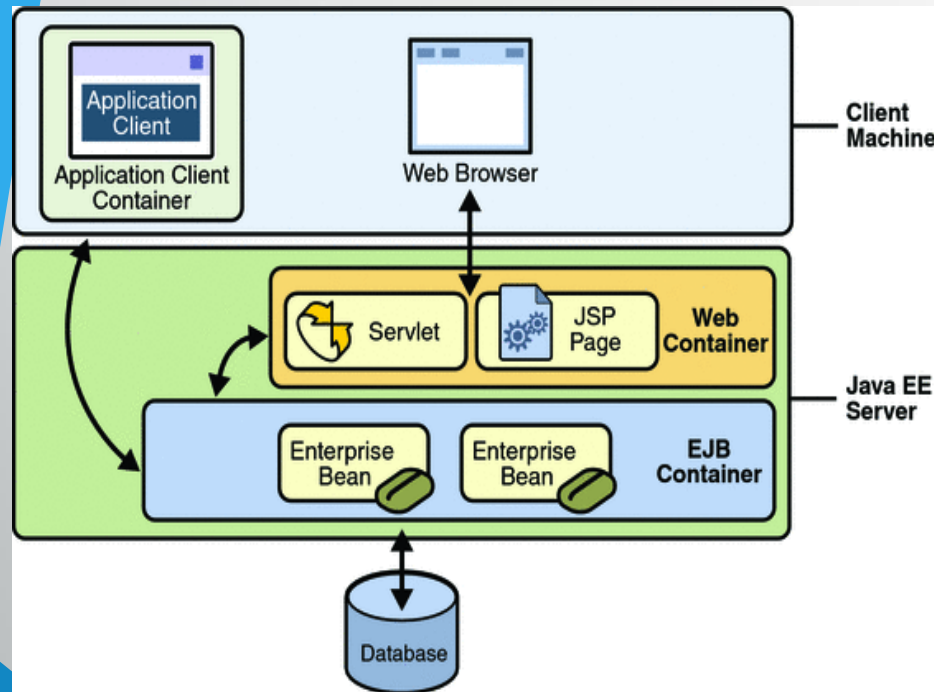 Application
Client
Application Client
Container
Web Browser
Client
Machine
Servlet
JSP
Page
Web
Container
Java EE
Server
Enterprise
Bean
Enterprise
Bean
EJB
Container
Database